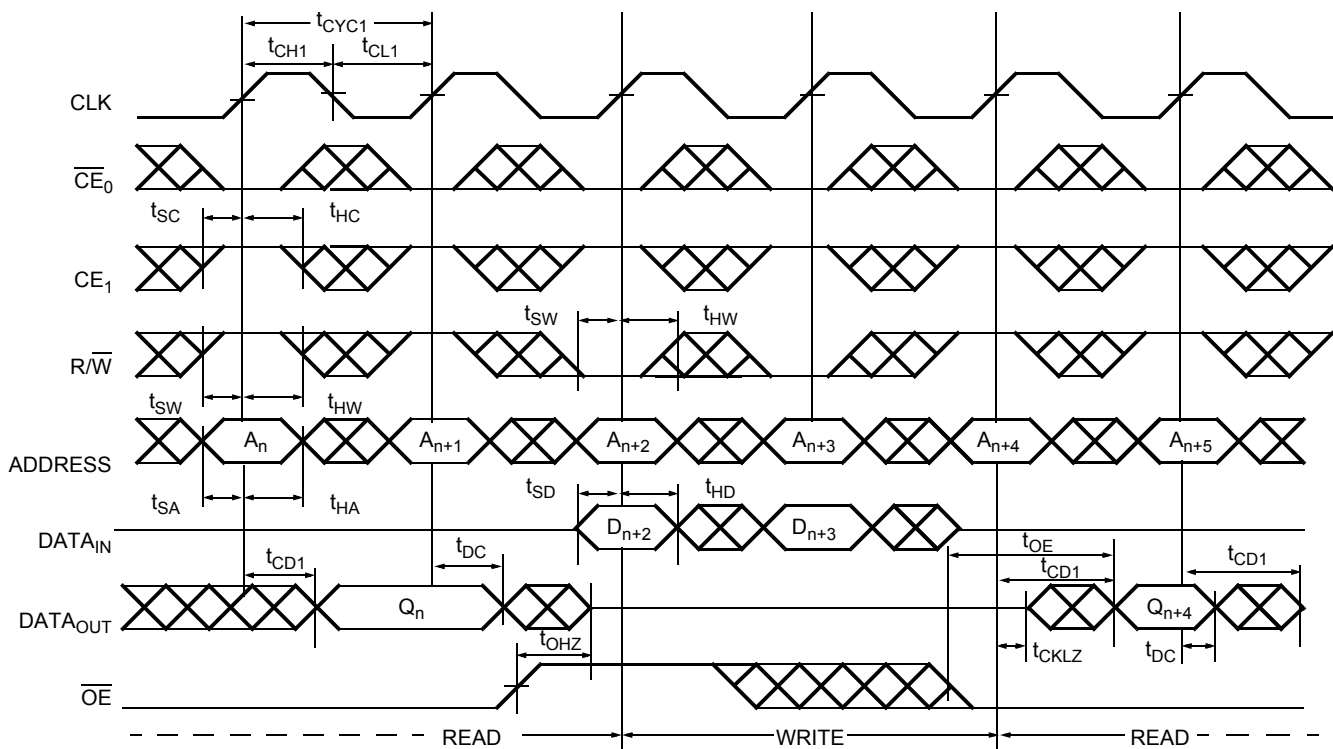 tCYC1
tCH1 tCL1
CLK
CE0
tSC tHC
CE1
tSW tHW
R/W
tSW tHW
An An+1 An+2 An+3 An+4 An+5
ADDRESS
tSA tHA tSD tHD
Dn+2 Dn+3
DATAIN
tOE
tCD1 tDC tCD1 tCD1
Qn Qn+4
DATAOUT
tOHZ tCKLZ tDC
OE
READ WRITE READ